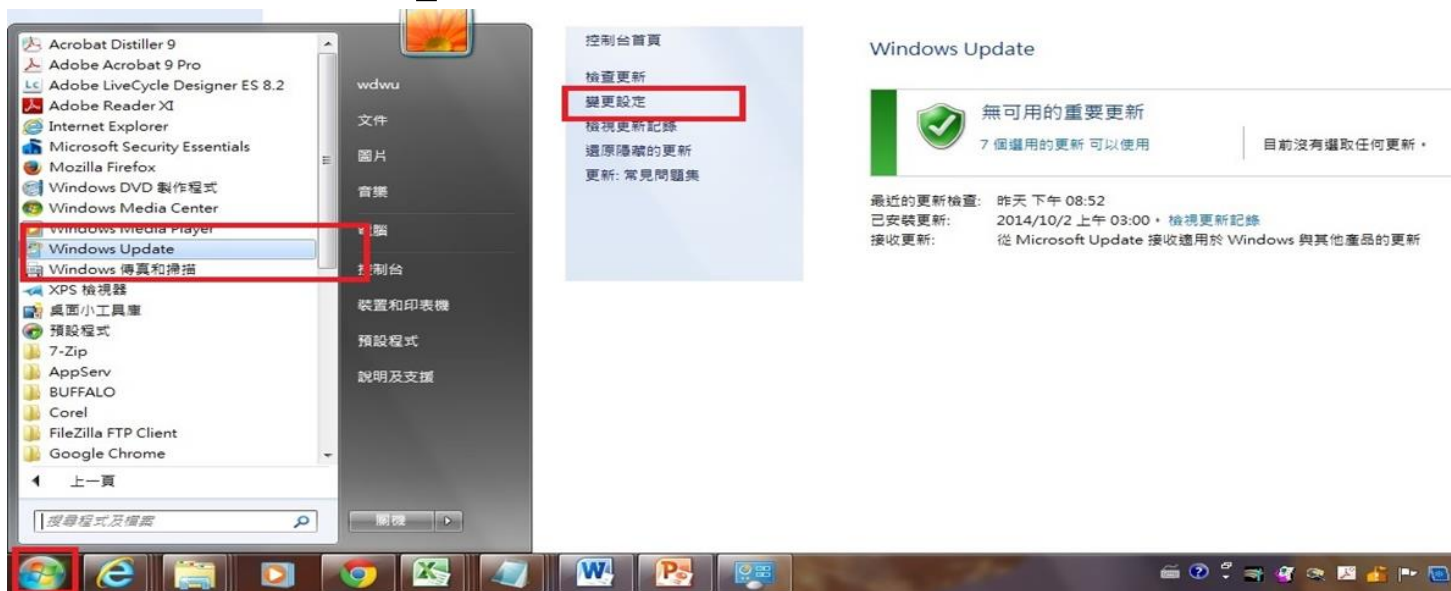 Acrobat Distiller 9
Adobe Acrobat 9 Pro
Adobe LiveCycle Designer ES 8.2
Adobe Reader XI
Internet Explorer
Microsoft Security Essentials
Mozilla Firefox
Windows DVD 製作程式
Windows Media Center
Windows Media Player
Windows Update
Windows 傳真和掃描
XPS 檢視器
桌面小工具庫
預設程式
7-Zip
AppServ
BUFFALO
Corel
FileZilla FTP Client
Google Chrome
上一頁
搜尋程式及檔案
wdwu
文件
圖片
音樂
電腦
控制台
裝置和印表機
預設程式
說明及支援
關機
控制台首頁
檢查更新
變更設定
檢視更新記錄
還原隱藏的更新
更新: 常見問題集
Windows Update
無可用的重要更新
7 個選用的更新 可以使用
目前沒有選取任何更新。
最近的更新檢查: 昨天 下午 08:52
已安裝更新: 2014/10/2 上午 03:00。檢視更新記錄
接收更新: 從 Microsoft Update 接收適用於 Windows 與其他產品的更新